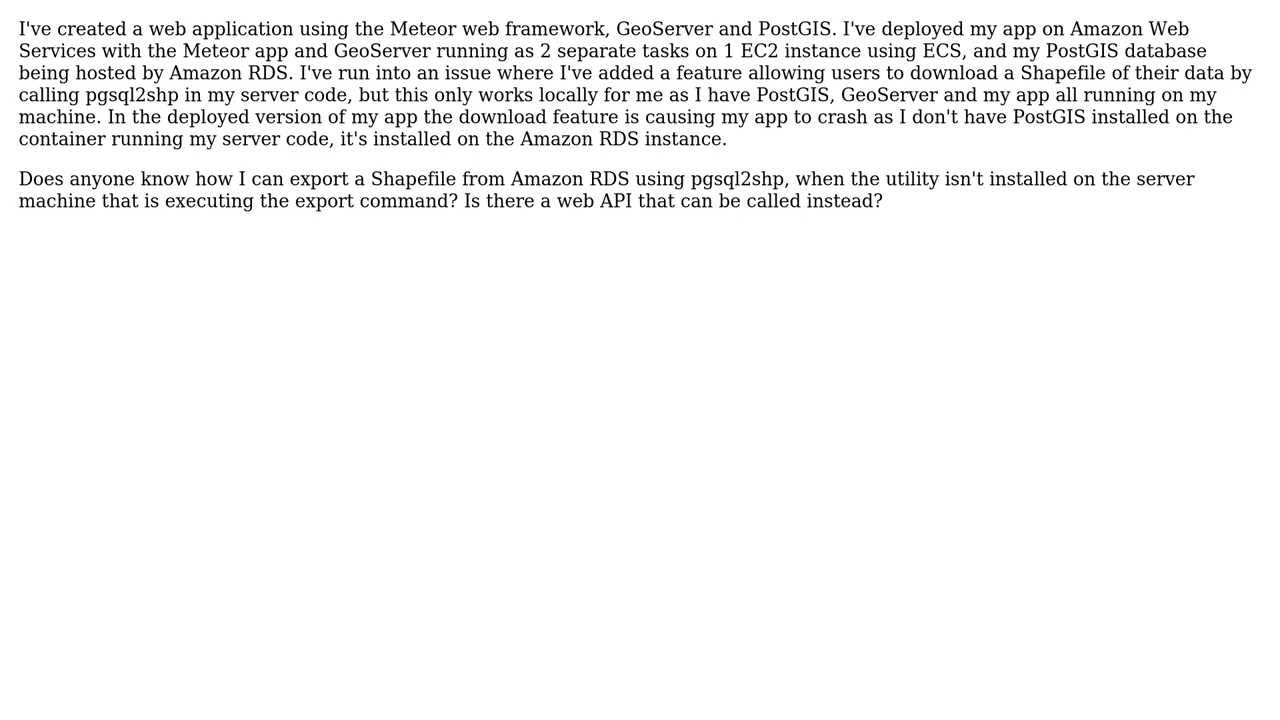 I've created a web application using the Meteor web framework, GeoServer and PostGIS. I've deployed my app on Amazon Web
Services with the Meteor app and GeoServer running as 2 separate tasks on 1 EC2 instance using ECS, and my PostGIS database
being hosted by Amazon RDS. I've run into an issue where I've added a feature allowing users to download a Shapefile of their data by
calling pgsql2shp in my server code, but this only works locally for me as I have PostGIS, GeoServer and my app all running on my
machine. In the deployed version of my app the download feature is causing my app to crash as I don't have PostGIS installed on the
container running my server code, it's installed on the Amazon RDS instance.
Does anyone know how I can export a Shapefile from Amazon RDS using pgsql2shp, when the utility isn't installed on the server
machine that is executing the export command? Is there a web API that can be called instead?